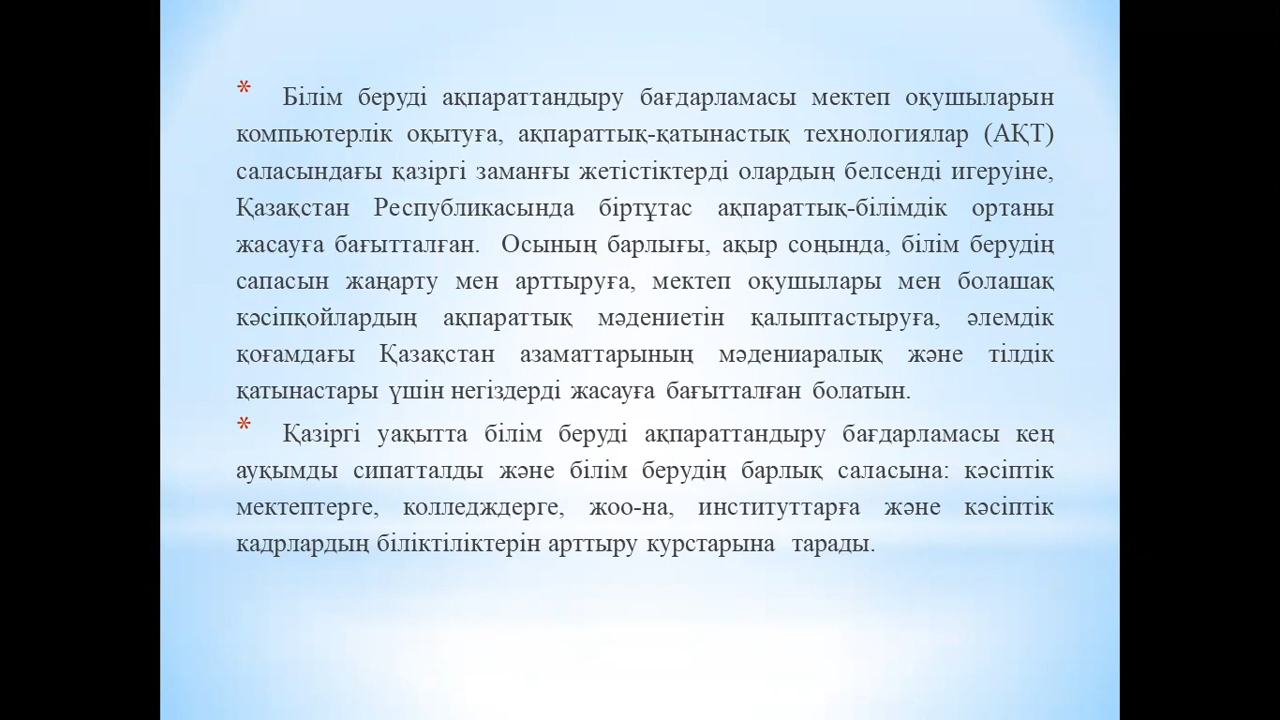 * Білім беруді ақпараттандыру бағдарламасы мектеп оқушыларын
компьютерлік оқытуға, ақпараттық-қатынастық технологиялар (АҚТ)
саласындағы қазіргі заманғы жетістіктерді олардың белсенді игеруіне,
Қазақстан Республикасында біртұтас ақпараттық-білімдік ортаны
жасауға бағытталған. Осының барлығы, ақыр соңында, білім берудің
сапасын жаңарту мен арттыруға, мектеп оқушылары мен болашақ
кәсіпқойлардың ақпараттық мәдениетін қалыптастыруға, әлемдік
қоғамдағы Қазақстан азаматтарының мәдениаралық және тілдік
қатынастары үшін негіздерді жасауға бағытталған болатын.
* Қазіргі уақытта білім беруді ақпараттандыру бағдарламасы кең
ауқымды сипатталды және білім берудің барлық саласына: кәсіптік
мектептерге, колледждерге, жоо-на, институттарға және кәсіптік
кадрлардың біліктіліктерін арттыру курстарына тарады.